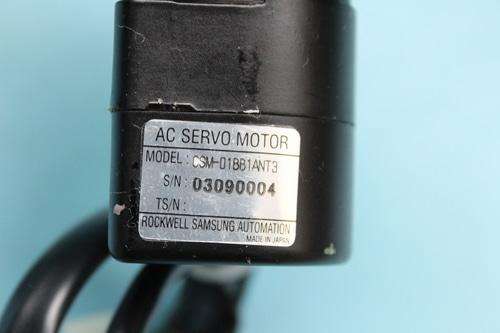 AC SERVO MOTOR
MODEL : CSM-01BB1ANT3
S/N : 03090004
TS/N :
ROCKWELL SAMSUNG AUTOMATION
MADE IN JAPAN